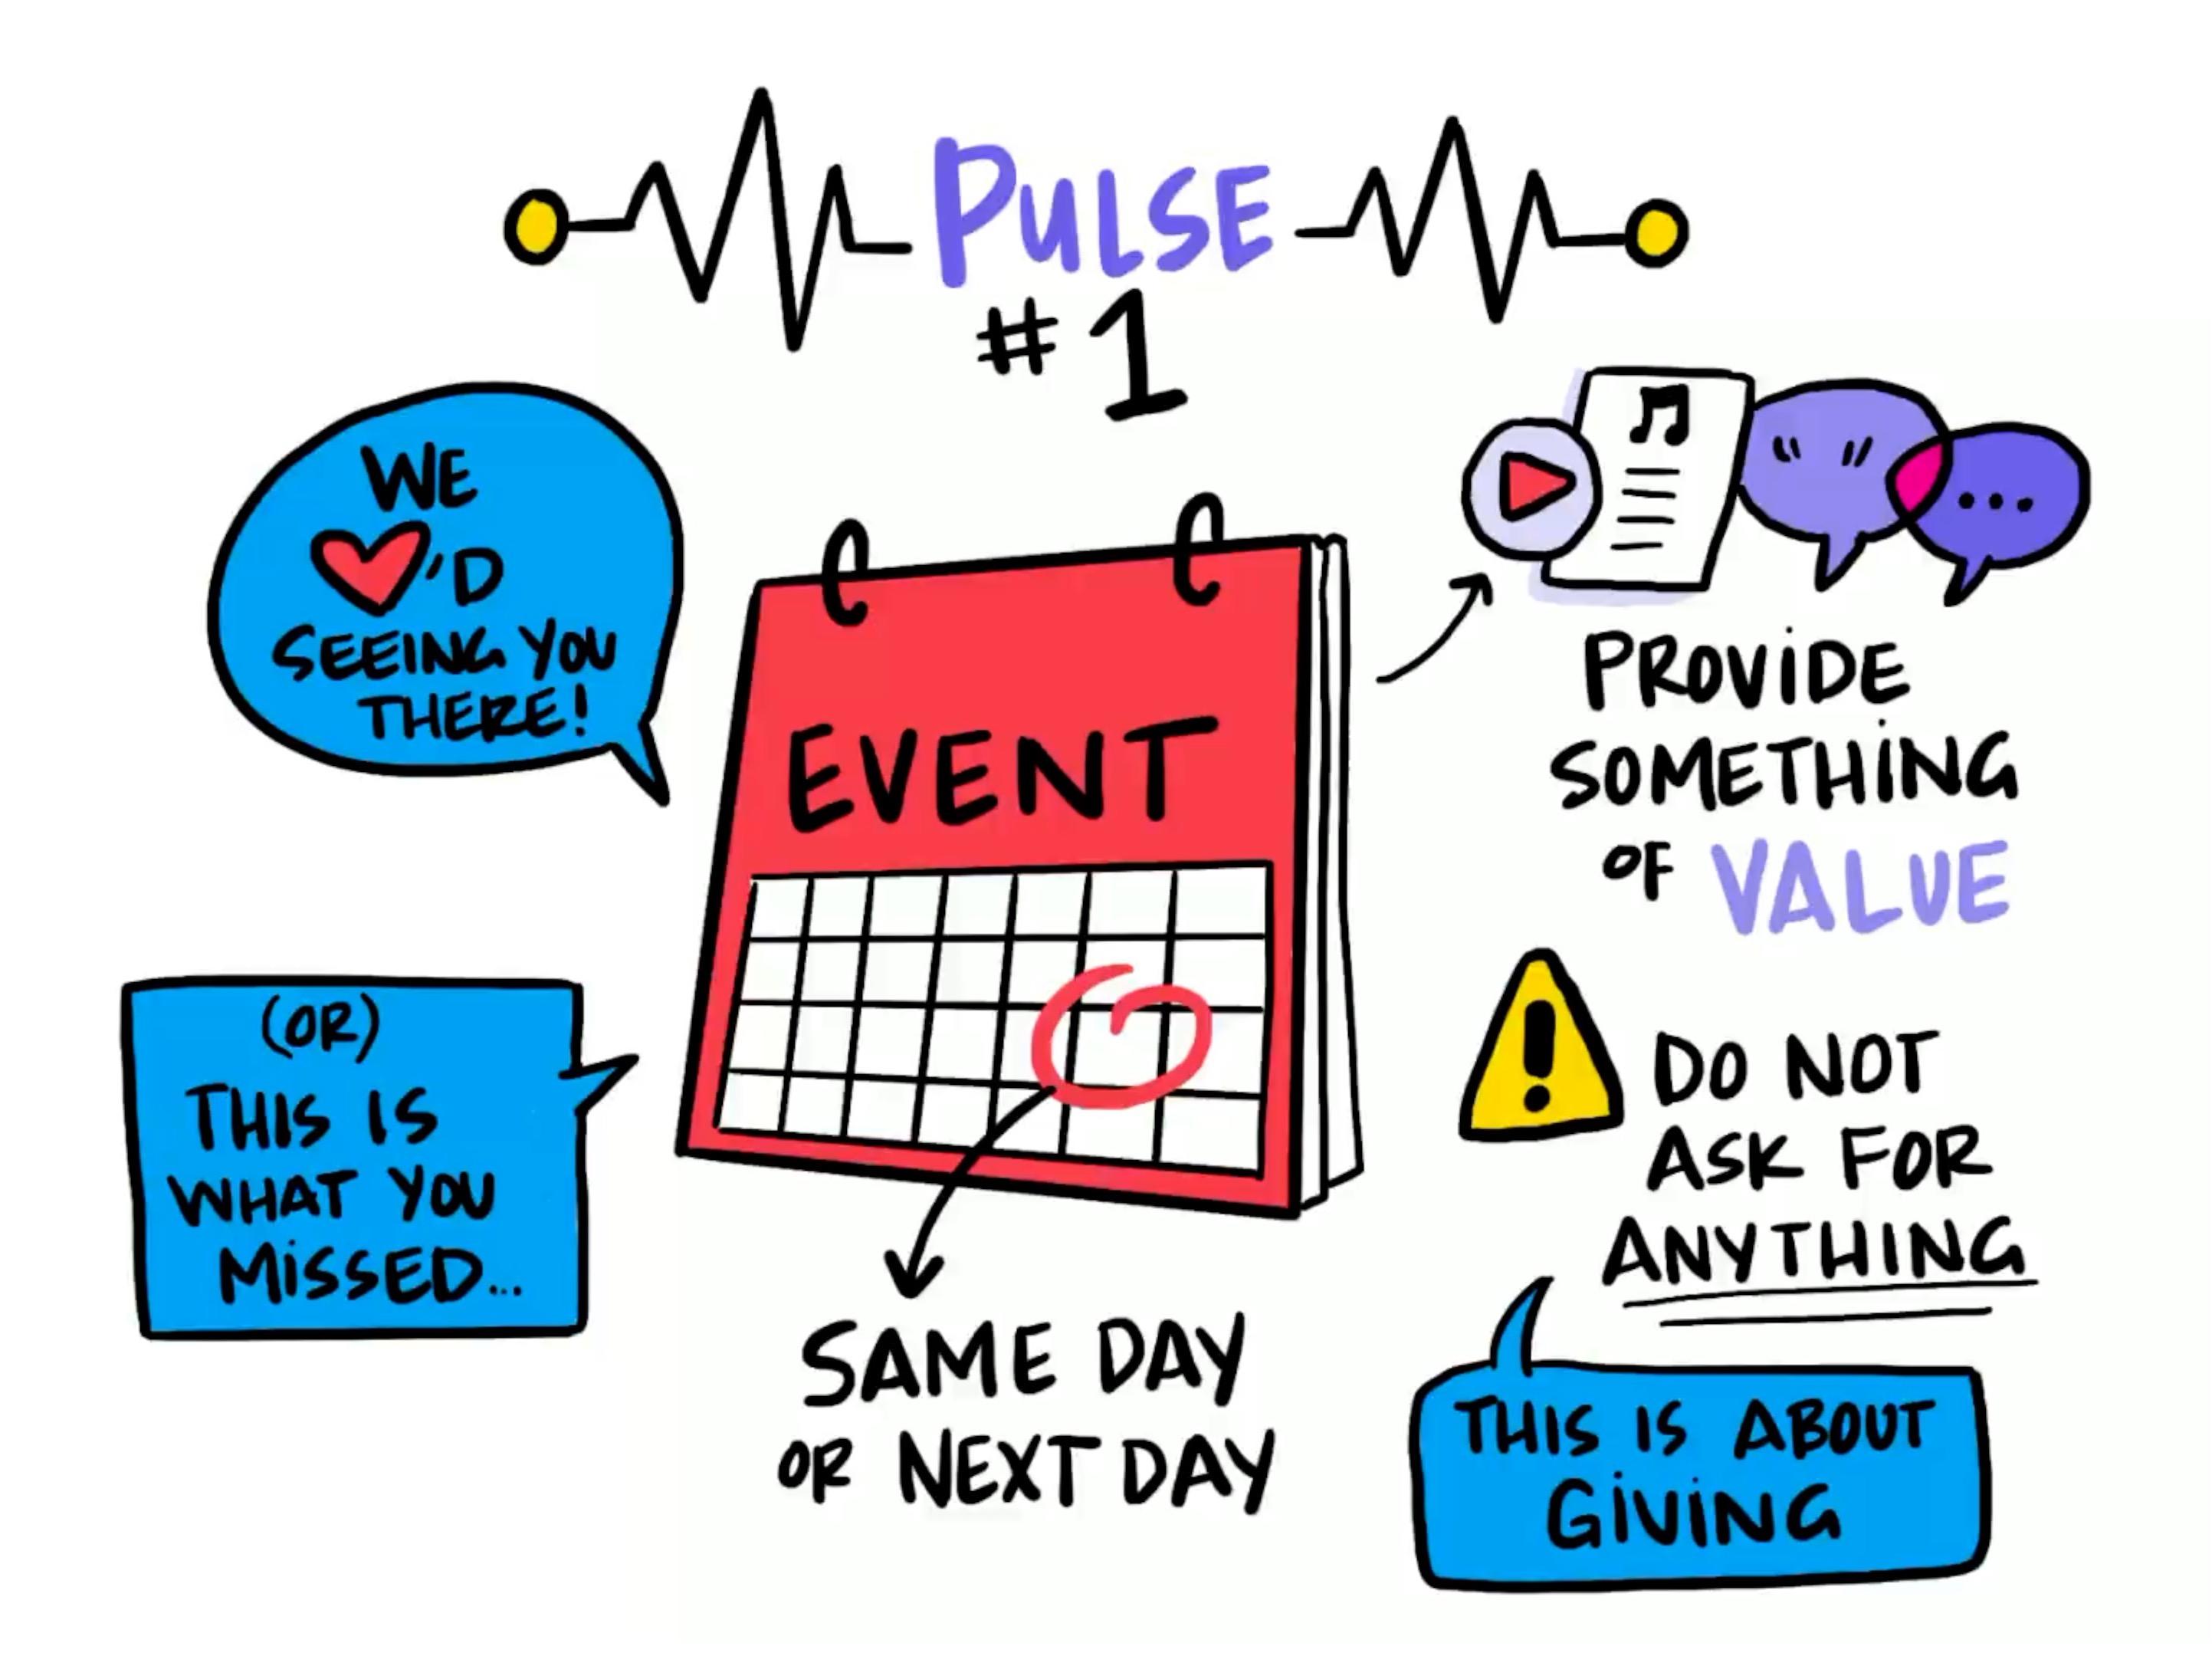 PULSE
#1
WE
❤'D
SEEING YOU
THERE!
EVENT
(OR)
THIS IS
WHAT YOU
MISSED...
SAME DAY
OR NEXT DAY
" "
...
PROVIDE
SOMETHING
OF VALUE
!
DO NOT
ASK FOR
ANYTHING
THIS IS ABOUT
GIVING